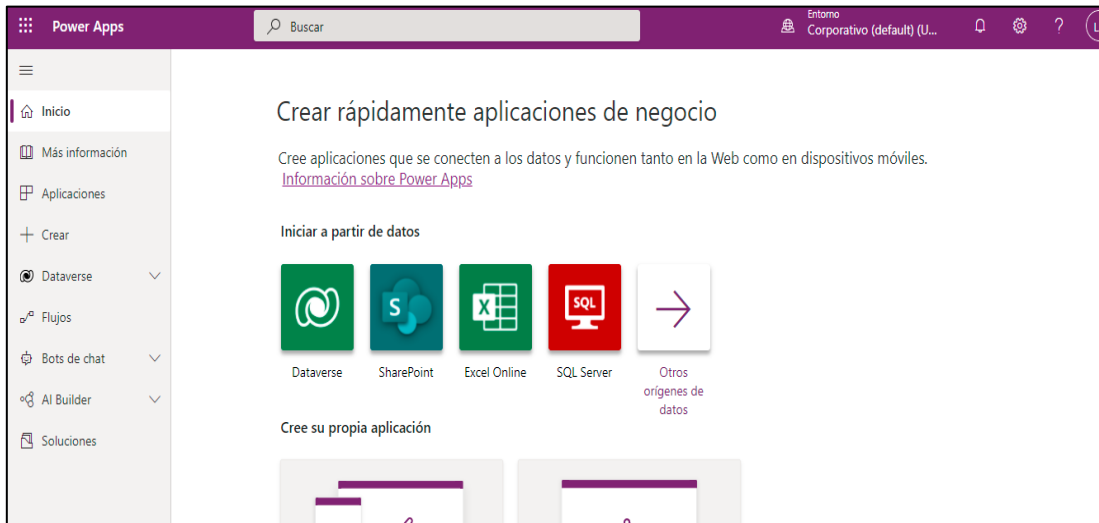 Power Apps
Buscar
Entorno
Corporativo (default) (U...
Inicio
Más información
Aplicaciones
Crear
Dataverse
Flujos
Bots de chat
AI Builder
Soluciones
Crear rápidamente aplicaciones de negocio
Cree aplicaciones que se conecten a los datos y funcionen tanto en la Web como en dispositivos móviles.
Información sobre Power Apps
Iniciar a partir de datos
S
X
SQL
Dataverse
SharePoint
Excel Online
SQL Server
Otros
orígenes de
datos
Cree su propia aplicación